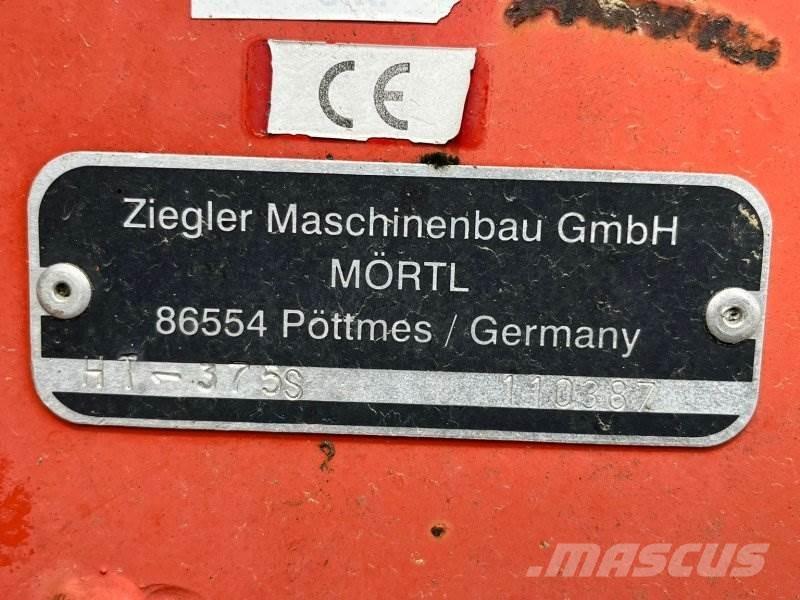 CE
Ziegler Maschinenbau GmbH
MÖRTL
86554 Pöttmes / Germany
HT-375S 110387
MASCUS